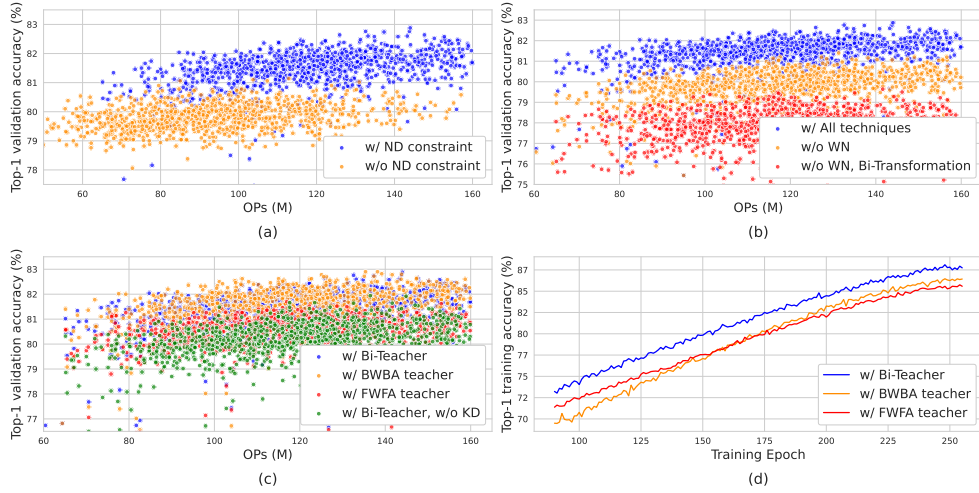 Top-1 validation accuracy (%)
83
82
81
80
79
78
w/ ND constraint
w/o ND constraint
60
80
100
120
140
160
OPs (M)
(a)
Top-1 validation accuracy (%)
83
82
81
80
79
78
77
76
75
w/ All techniques
w/o WN
w/o WN, Bi-Transformation
60
80
100
120
140
160
OPs (M)
(b)
Top-1 validation accuracy (%)
83
82
81
80
79
78
77
w/ Bi-Teacher
w/ BWBA teacher
w/ FWFA teacher
w/ Bi-Teacher, w/o KD
60
80
100
120
140
160
OPs (M)
(c)
Top-1 training accuracy (%)
87
85
82
80
77
75
72
70
w/ Bi-Teacher
w/ BWBA teacher
w/ FWFA teacher
100
125
150
175
200
225
250
Training Epoch
(d)